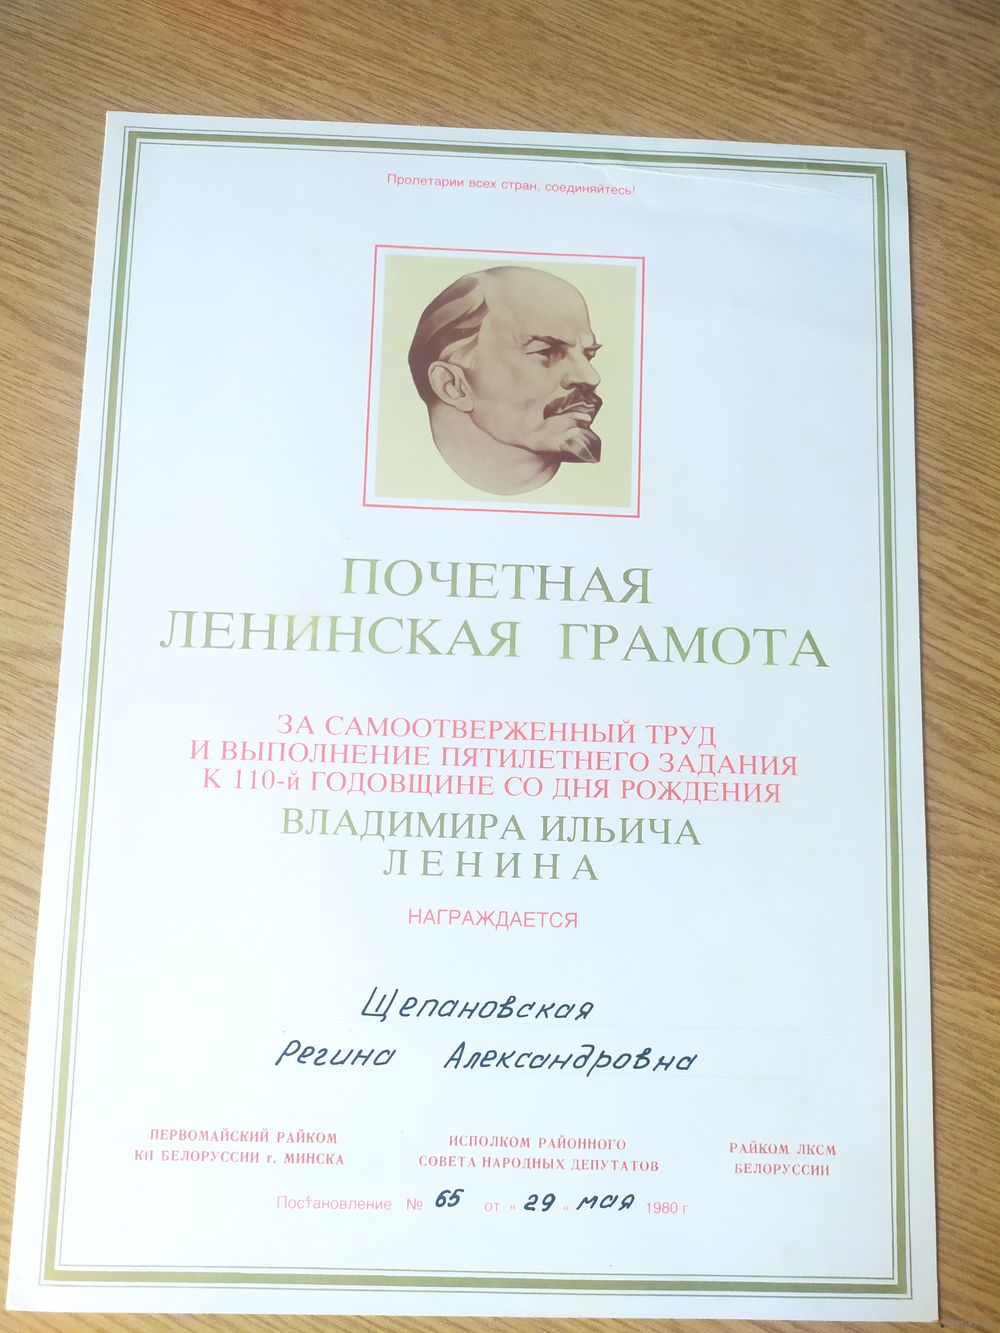 Пролетарии всех стран, соединяйтесь!
ПОЧЕТНАЯ
ЛЕНИНСКАЯ ГРАМОТА
ЗА САМООТВЕРЖЕННЫЙ ТРУД
И ВЫПОЛНЕНИЕ ПЯТИЛЕТНЕГО ЗАДАНИЯ
К 110-й ГОДОВЩИНЕ СО ДНЯ РОЖДЕНИЯ
ВЛАДИМИРА ИЛЬИЧА
ЛЕНИНА
НАГРАЖДАЕТСЯ
Щепановская
Регина Александровна
ПЕРВОМАЙСКИЙ РАЙКОМ
КП БЕЛОРУССИИ г. МИНСКА
ИСПОЛКОМ РАЙОННОГО
СОВЕТА НАРОДНЫХ ДЕПУТАТОВ
РАЙКОМ ЛКСМ
БЕЛОРУССИИ
Постановление № 65 от «29» мая 1980 г.